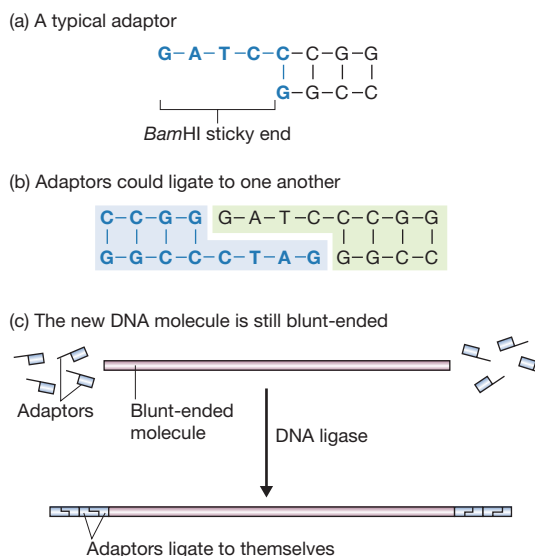 (a) A typical adaptor
G–A–T–C–C–C–G–G
G–G–C–C
BamHI sticky end
(b) Adaptors could ligate to one another
C–C–G–G G–A–T–C–C–C–G–G
G–G–C–C–C–T–A–G G–G–C–C
(c) The new DNA molecule is still blunt-ended
Adaptors
Blunt-ended
molecule
DNA ligase
Adaptors ligate to themselves